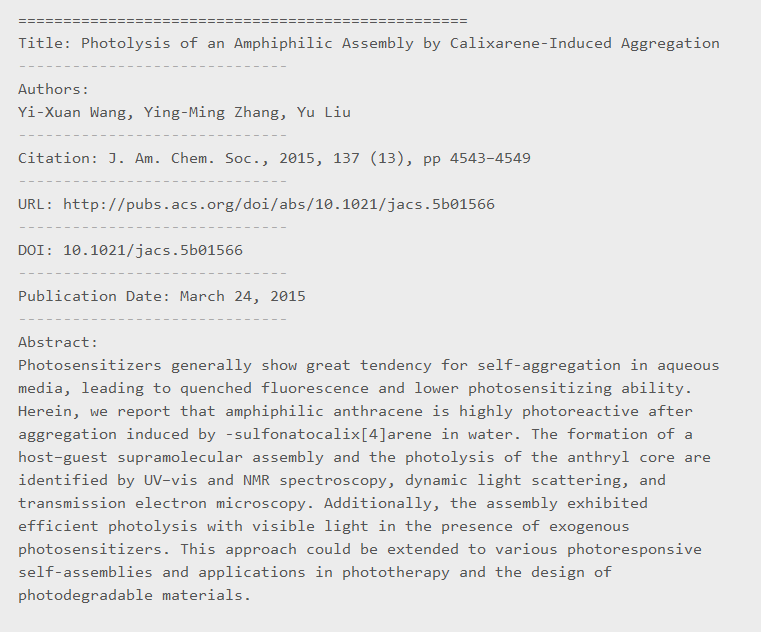 ==================================================
Title: Photolysis of an Amphiphilic Assembly by Calixarene-Induced Aggregation
------------------------------
Authors:
Yi-Xuan Wang, Ying-Ming Zhang, Yu Liu
------------------------------
Citation: J. Am. Chem. Soc., 2015, 137 (13), pp 4543–4549
------------------------------
URL: http://pubs.acs.org/doi/abs/10.1021/jacs.5b01566
------------------------------
DOI: 10.1021/jacs.5b01566
------------------------------
Publication Date: March 24, 2015
------------------------------
Abstract:
Photosensitizers generally show great tendency for self-aggregation in aqueous
media, leading to quenched fluorescence and lower photosensitizing ability.
Herein, we report that amphiphilic anthracene is highly photoreactive after
aggregation induced by -sulfonatocalix[4]arene in water. The formation of a
host–guest supramolecular assembly and the photolysis of the anthryl core are
identified by UV–vis and NMR spectroscopy, dynamic light scattering, and
transmission electron microscopy. Additionally, the assembly exhibited
efficient photolysis with visible light in the presence of exogenous
photosensitizers. This approach could be extended to various photoresponsive
self-assemblies and applications in phototherapy and the design of
photodegradable materials.